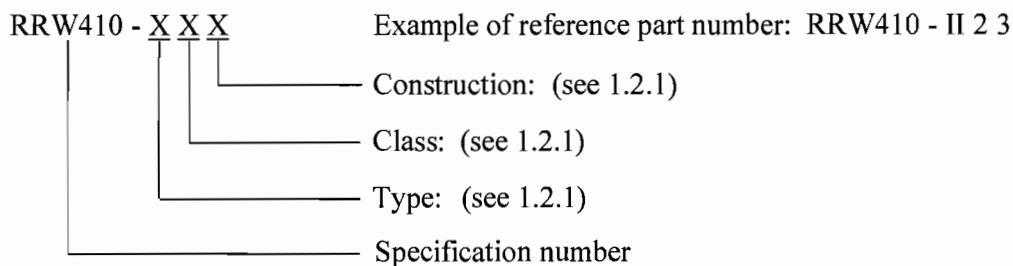 RRW410 - X X X Example of reference part number: RRW410 - II 2 3
Construction: (see 1.2.1)
Class: (see 1.2.1)
Type: (see 1.2.1)
Specification number